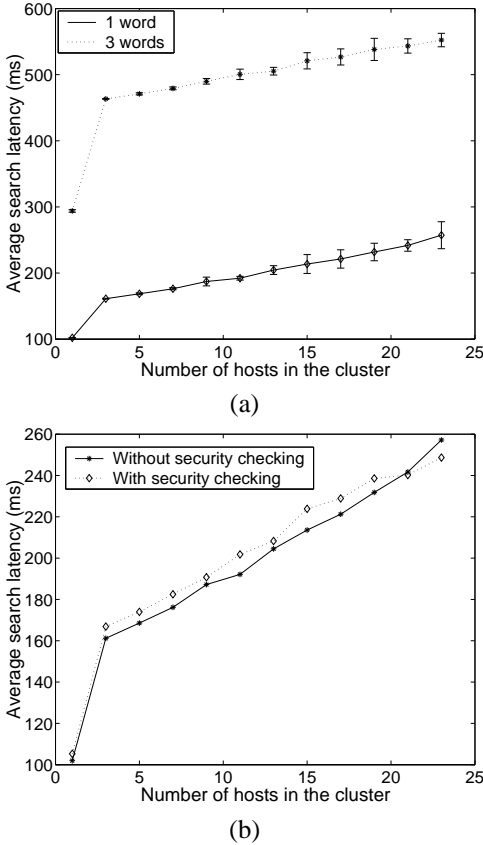 600
1 word
3 words
500
400
300
200
100
Average search latency (ms)
0 5 10 15 20 25
Number of hosts in the cluster
(a)
260
Without security checking
With security checking
240
220
200
180
160
140
120
100
Average search latency (ms)
0 5 10 15 20 25
Number of hosts in the cluster
(b)